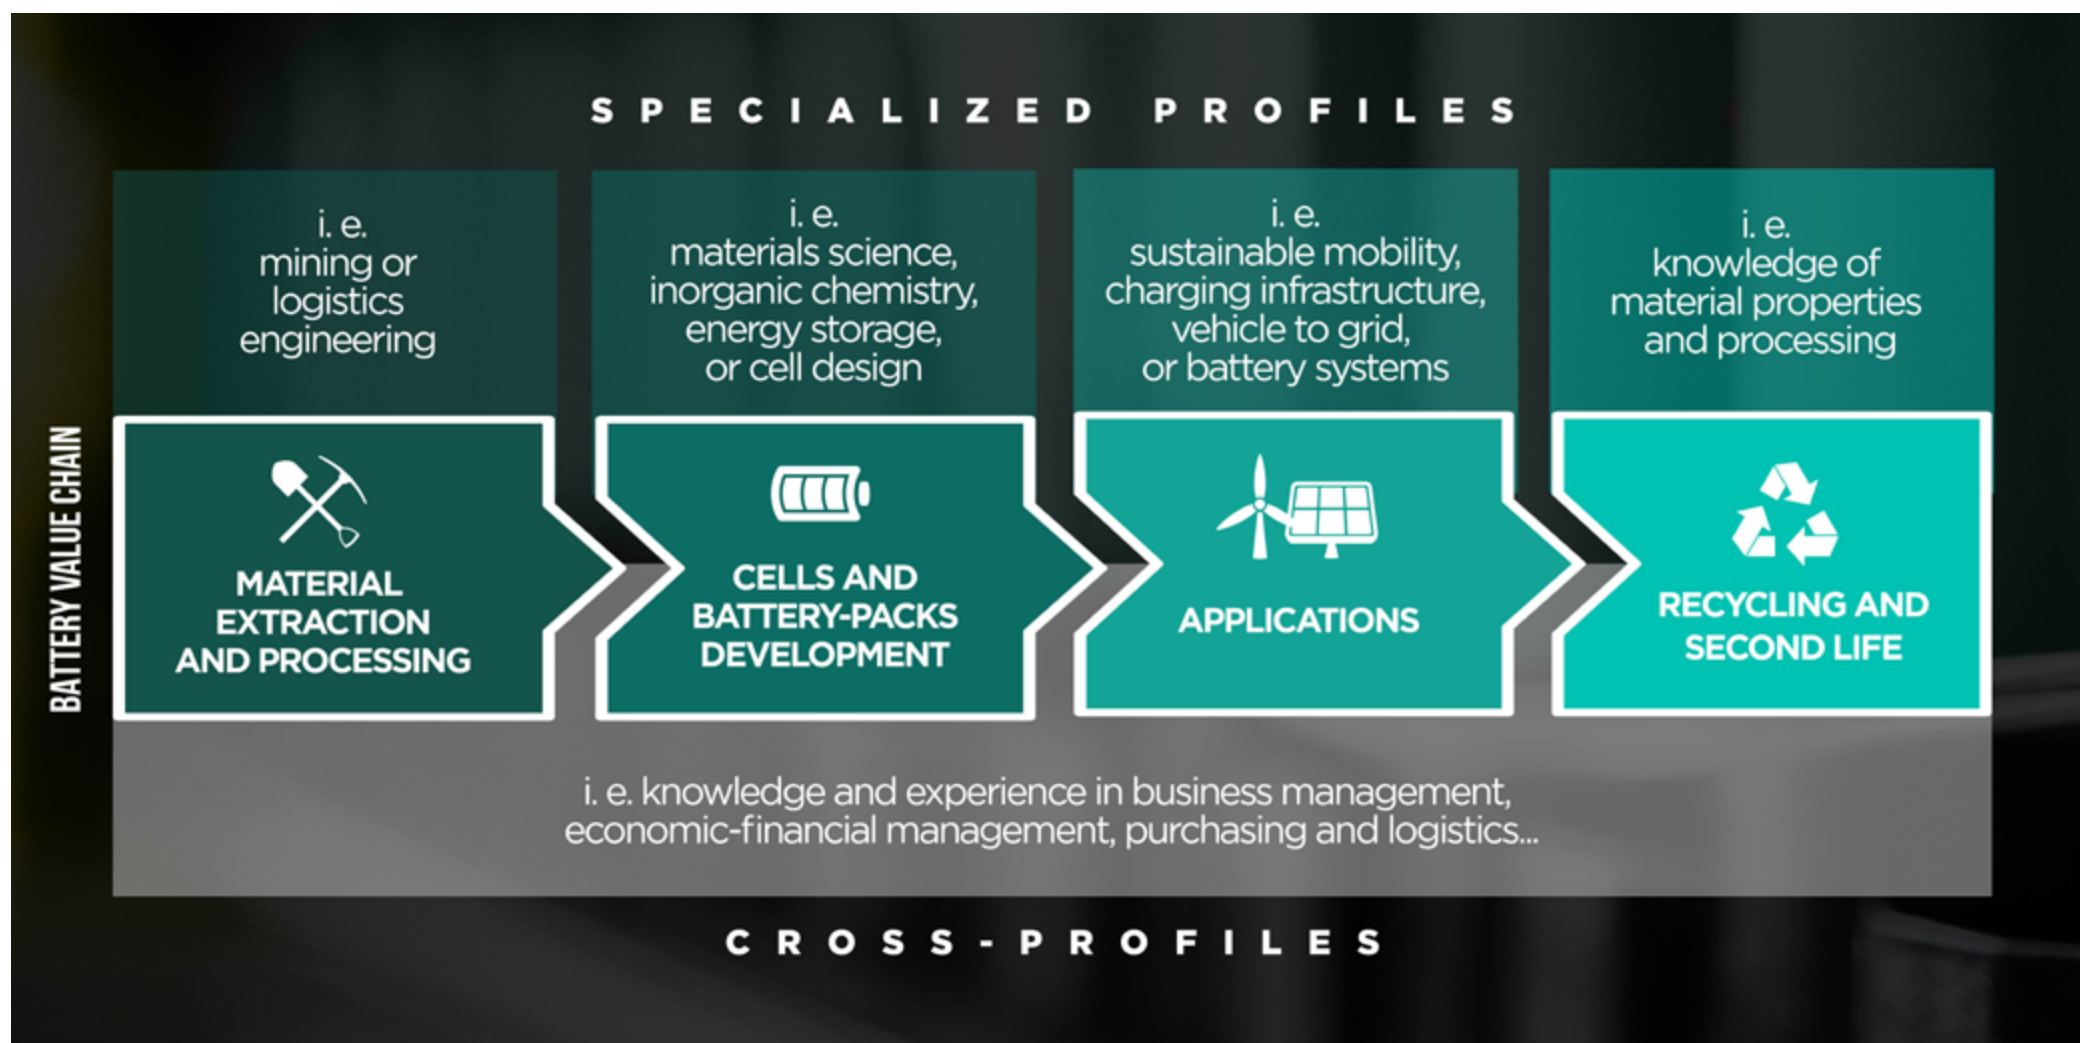 SPECIALIZED PROFILES
i. e.
mining or
logistics
engineering
i. e.
materials science,
inorganic chemistry,
energy storage,
or cell design
i. e.
sustainable mobility,
charging infrastructure,
vehicle to grid,
or battery systems
i. e.
knowledge of
material properties
and processing
BATTERY VALUE CHAIN
MATERIAL
EXTRACTION
AND PROCESSING
CELLS AND
BATTERY-PACKS
DEVELOPMENT
APPLICATIONS
RECYCLING AND
SECOND LIFE
i. e. knowledge and experience in business management,
economic-financial management, purchasing and logistics...
CROSS-PROFILES